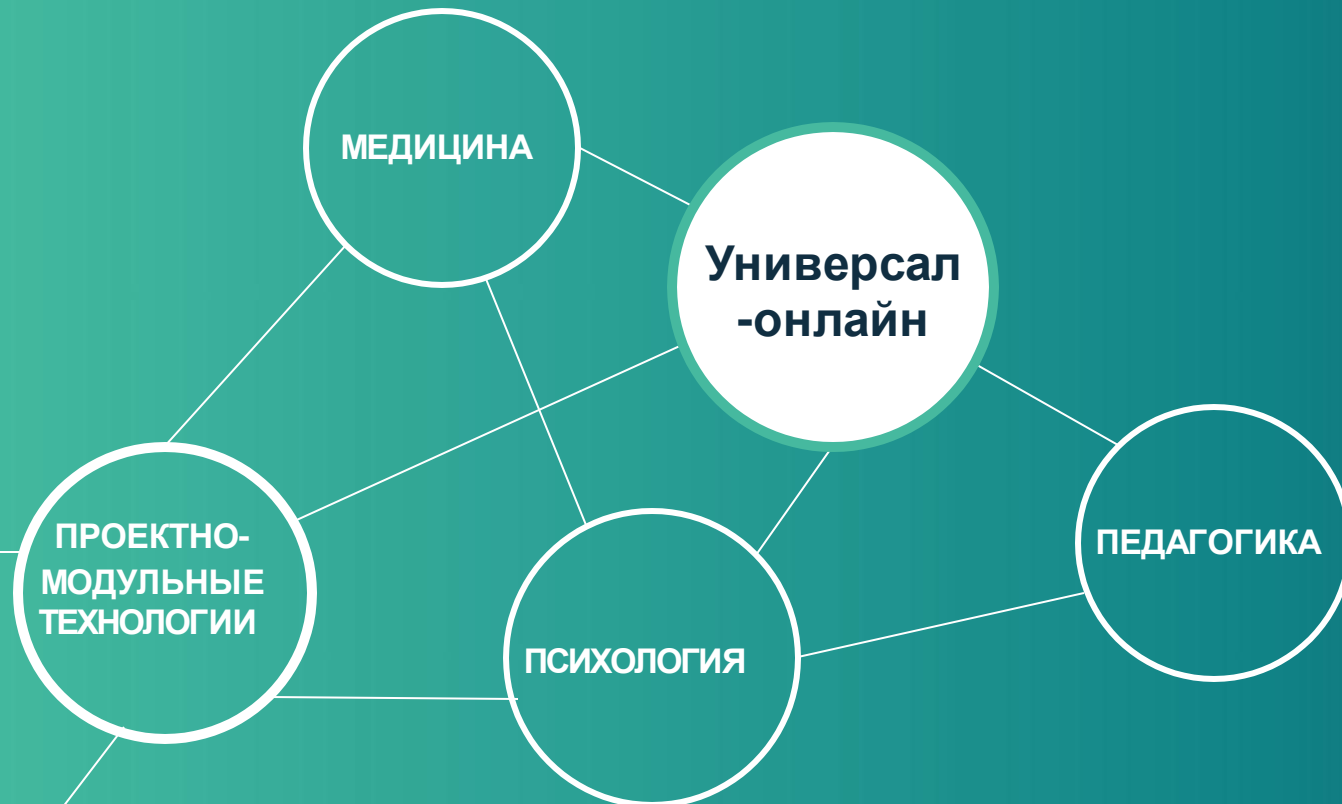 МЕДИЦИНА
Универсал
-онлайн
ПРОЕКТНО-
МОДУЛЬНЫЕ
ТЕХНОЛОГИИ
ПЕДАГОГИКА
ПСИХОЛОГИЯ